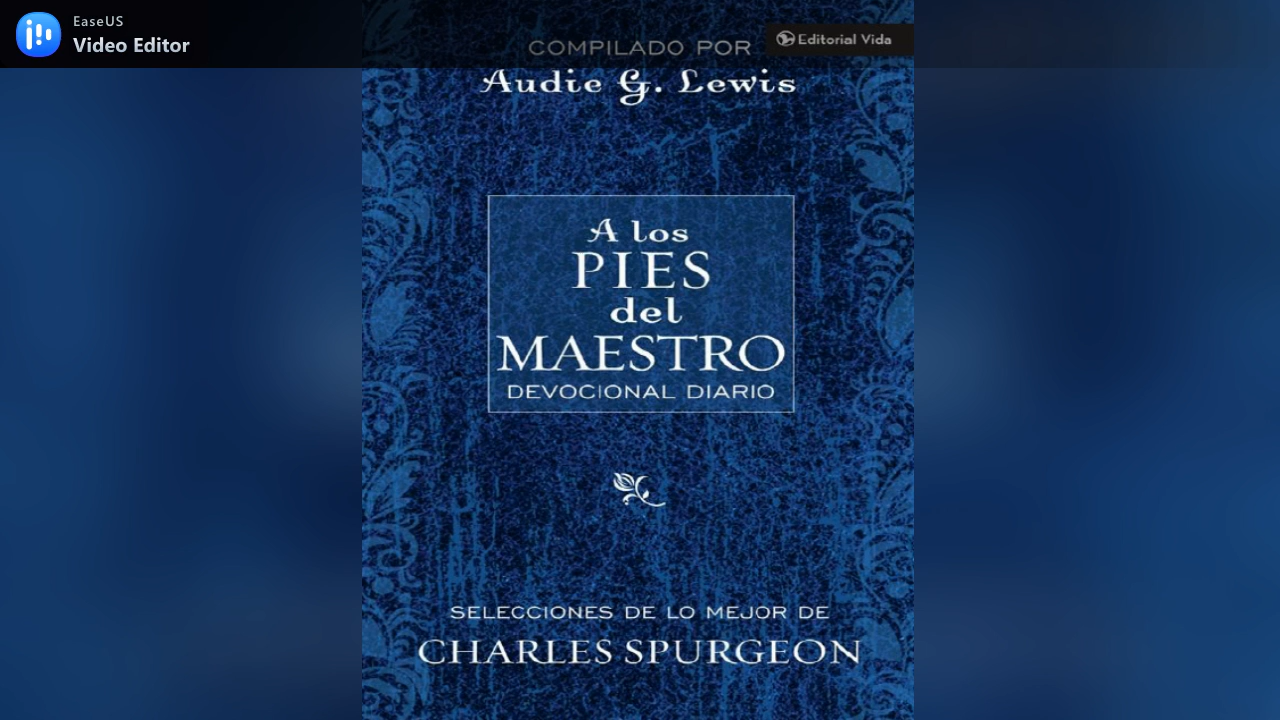 EaseUS
Video Editor
COMPILADO POR
Editorial Vida
Audie G. Lewis
A los
PIES
del
MAESTRO
DEVOCIONAL DIARIO
SELECCIONES DE LO MEJOR DE
CHARLES SPURGEON